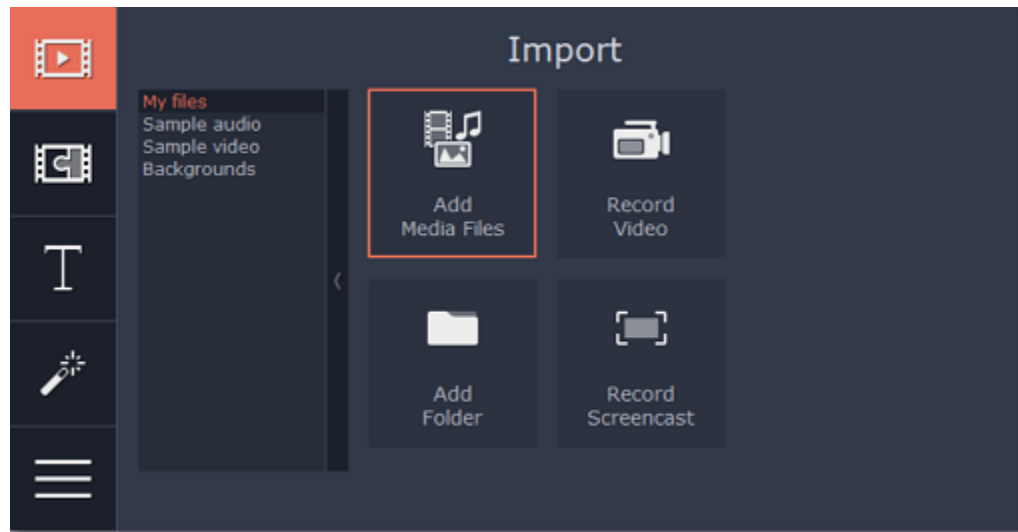 Import
My files
Sample audio
Sample video
Backgrounds
Add
Media Files
Record
Video
Add
Folder
Record
Screencast
T